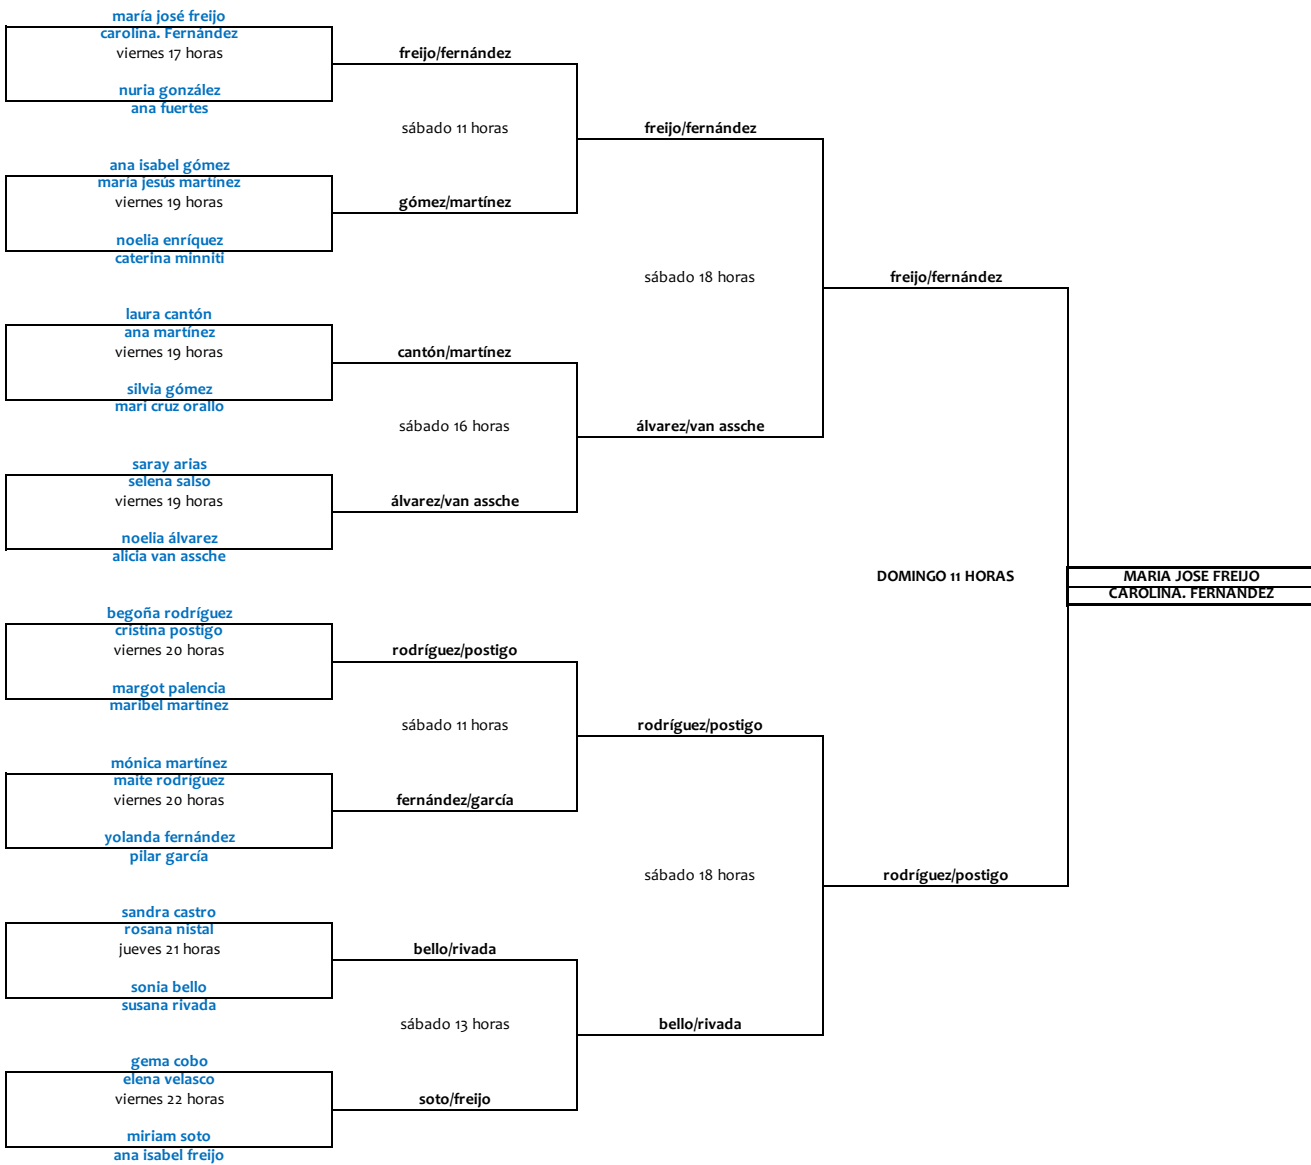 maría josé freijo
carolina. Fernández
viernes 17 horas
nuria gonzález
ana fuertes
ana isabel gómez
maría jesús martínez
viernes 19 horas
noelia enríquez
caterina minniti
laura cantón
ana martínez
viernes 19 horas
silvia gómez
mari cruz orallo
saray arias
selena salso
viernes 19 horas
noelia álvarez
alicia van assche
begoña rodríguez
cristina postigo
viernes 20 horas
margot palencia
maribel martínez
mónica martínez
maite rodríguez
viernes 20 horas
yolanda fernández
pilar garcía
sandra castro
rosana nistal
jueves 21 horas
sonia bello
susana rivada
gema cobo
elena velasco
viernes 22 horas
miriam soto
ana isabel freijo
freijo/fernández
sábado 11 horas
gómez/martínez
cantón/martínez
sábado 16 horas
álvarez/van assche
rodríguez/postigo
sábado 11 horas
fernández/garcía
bello/rivada
sábado 13 horas
soto/freijo
freijo/fernández
sábado 18 horas
álvarez/van assche
rodríguez/postigo
sábado 18 horas
bello/rivada
freijo/fernández
DOMINGO 11 HORAS
rodríguez/postigo
MARIA JOSE FREIJO
CAROLINA. FERNANDEZ